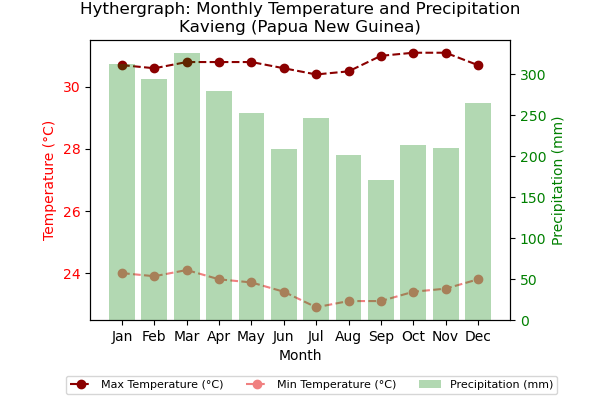 Hythergraph: Monthly Temperature and Precipitation
Kavieng (Papua New Guinea)
30
28
26
24
Temperature (°C)
300
250
200
150
100
50
0
Precipitation (mm)
Jan Feb Mar Apr May Jun Jul Aug Sep Oct Nov Dec
Month
Max Temperature (°C) Min Temperature (°C) Precipitation (mm)